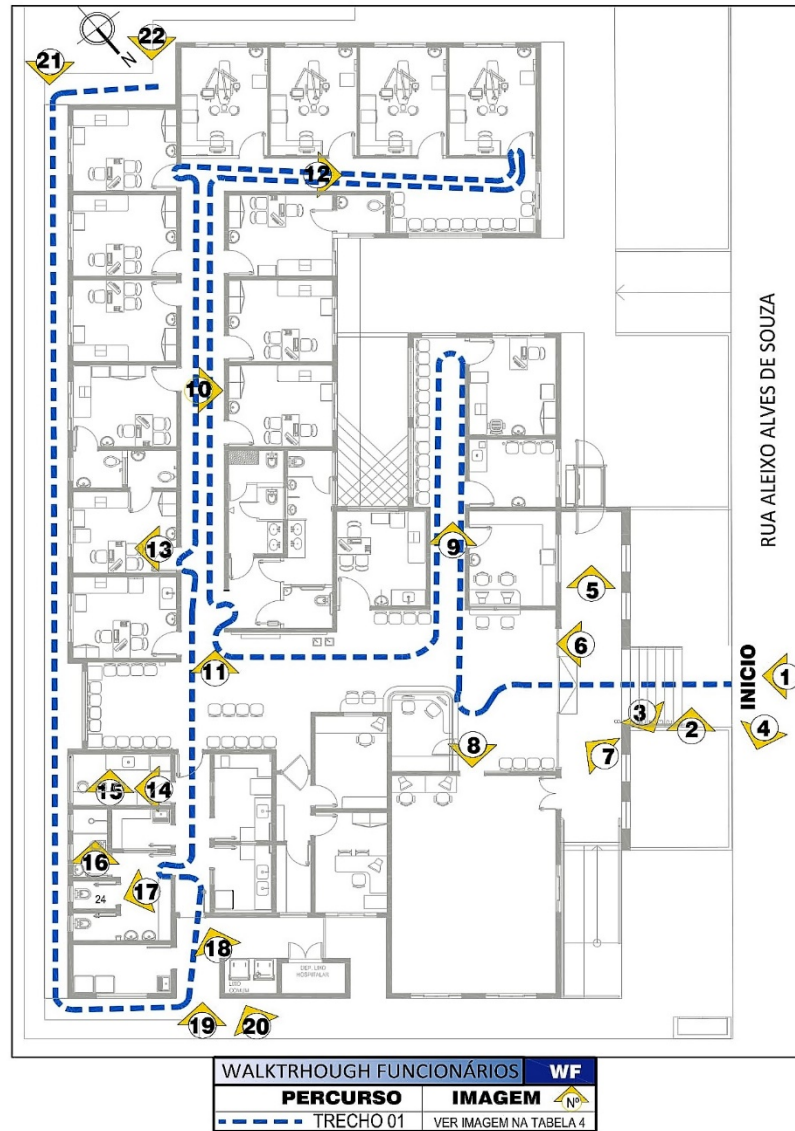 22
21
N
12
10
RUA ALEIXO ALVES DE SOUZA
13
9
5
6
11
INICIO
1
3
2
4
8
7
15
14
16
17
24
18
LIXO
COMUM
DEP. LIXO
HOSPITALAR
19
20
WALKTRHOUGH FUNCIONÁRIOS WF
PERCURSO IMAGEM Nº
TRECHO 01 VER IMAGEM NA TABELA 4